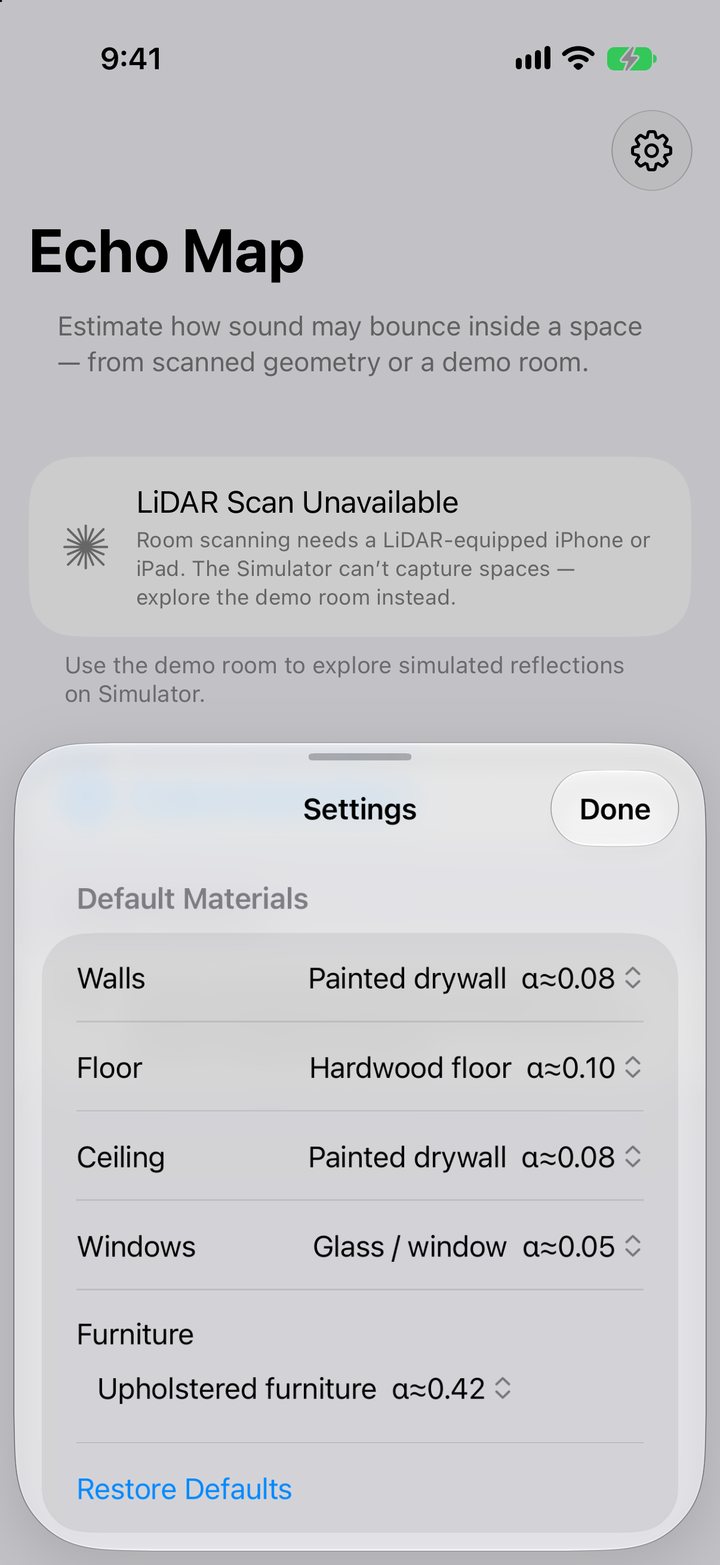 9:41
Echo Map
Estimate how sound may bounce inside a space
— from scanned geometry or a demo room.
LiDAR Scan Unavailable
Room scanning needs a LiDAR-equipped iPhone or
iPad. The Simulator can’t capture spaces —
explore the demo room instead.
Use the demo room to explore simulated reflections
on Simulator.
Settings
Done
Default Materials
Walls Painted drywall α≈0.08
Floor Hardwood floor α≈0.10
Ceiling Painted drywall α≈0.08
Windows Glass / window α≈0.05
Furniture
Upholstered furniture α≈0.42
Restore Defaults